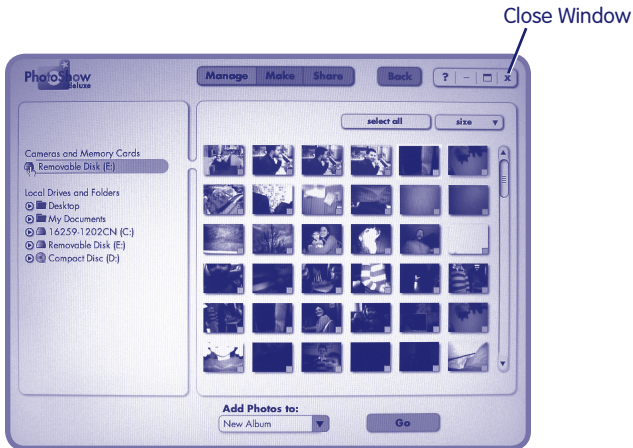 Close Window
PhotoShow
deluxe
Manage Make Share Back ? – x
select all size
Cameras and Memory Cards
Removable Disk (E:)
Local Drives and Folders
Desktop
My Documents
16259-1202CN (C:)
Removable Disk (E:)
Compact Disc (D:)
Add Photos to:
New Album Go